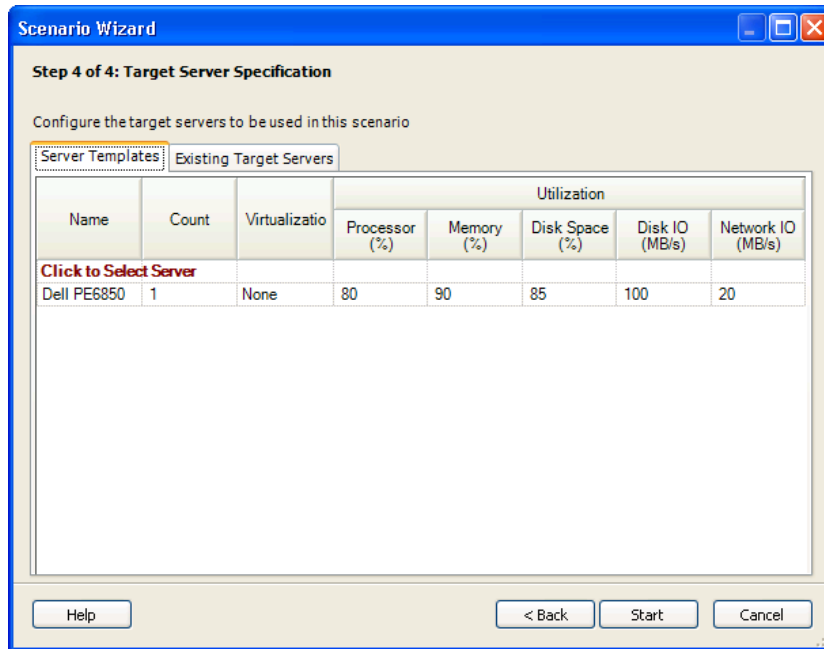 Scenario Wizard
Step 4 of 4: Target Server Specification
Configure the target servers to be used in this scenario
Server Templates Existing Target Servers
Utilization
Name Count Virtualizatio Processor (%) Memory (%) Disk Space (%) Disk IO (MB/s) Network IO (MB/s)
Click to Select Server
Dell PE6850 1 None 80 90 85 100 20
Help < Back Start Cancel